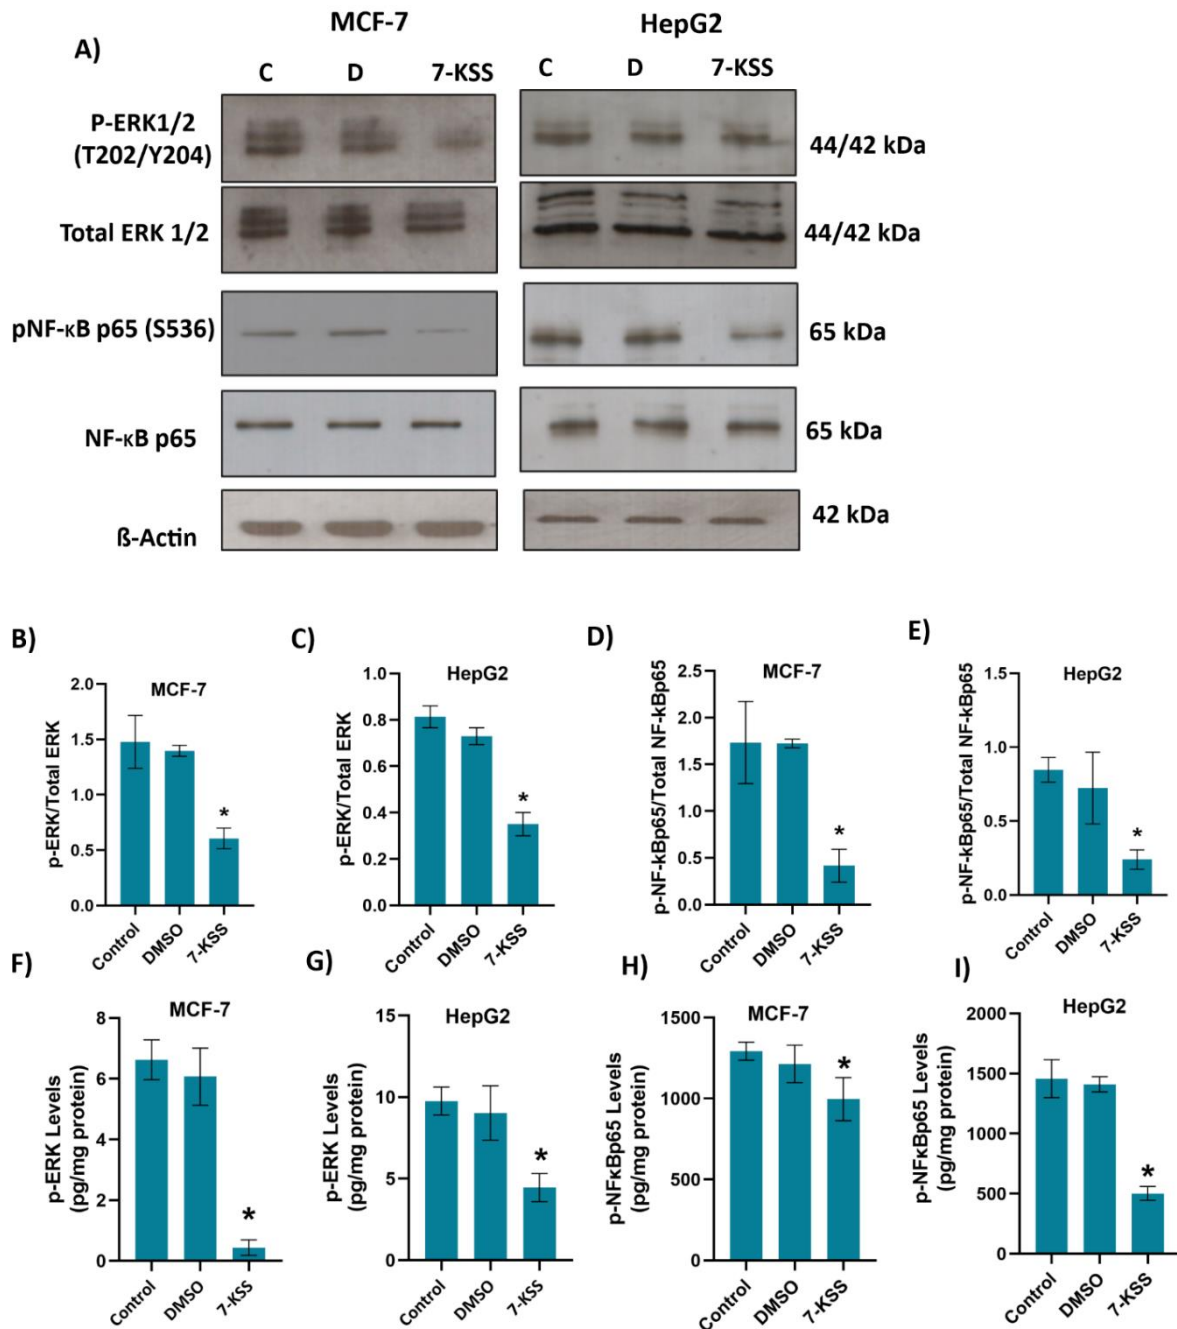 MCF-7 HepG2
A)
C D 7-KSS C D 7-KSS
P-ERK1/2
(T202/Y204)
44/42 kDa
Total ERK 1/2 44/42 kDa
pNF-κB p65 (S536) 65 kDa
NF-κB p65 65 kDa
ß-Actin 42 kDa
B)
MCF-7
p-ERK/Total ERK
2.0
1.5
1.0
0.5
0.0
*
Control DMSO 7-KSS
C)
HepG2
p-ERK/Total ERK
1.0
0.8
0.6
0.4
0.2
0.0
*
Control DMSO 7-KSS
D)
MCF-7
p-NF-kBp65/Total NF-kBp65
2.5
2.0
1.5
1.0
0.5
0.0
*
Control DMSO 7-KSS
E)
HepG2
p-NF-kBp65/Total NF-kBp65
1.5
1.0
0.5
0.0
*
Control DMSO 7-KSS
F)
MCF-7
p-ERK Levels
(pg/mg protein)
8
6
4
2
0
*
Control DMSO 7-KSS
G)
HepG2
p-ERK Levels
(pg/mg protein)
15
10
5
0
*
Control DMSO 7-KSS
H)
MCF-7
p-NFκBp65 Levels
(pg/mg protein)
1500
1000
500
0
*
Control DMSO 7-KSS
I)
HepG2
p-NFκBp65 Levels
(pg/mg protein)
2000
1500
1000
500
0
*
Control DMSO 7-KSS